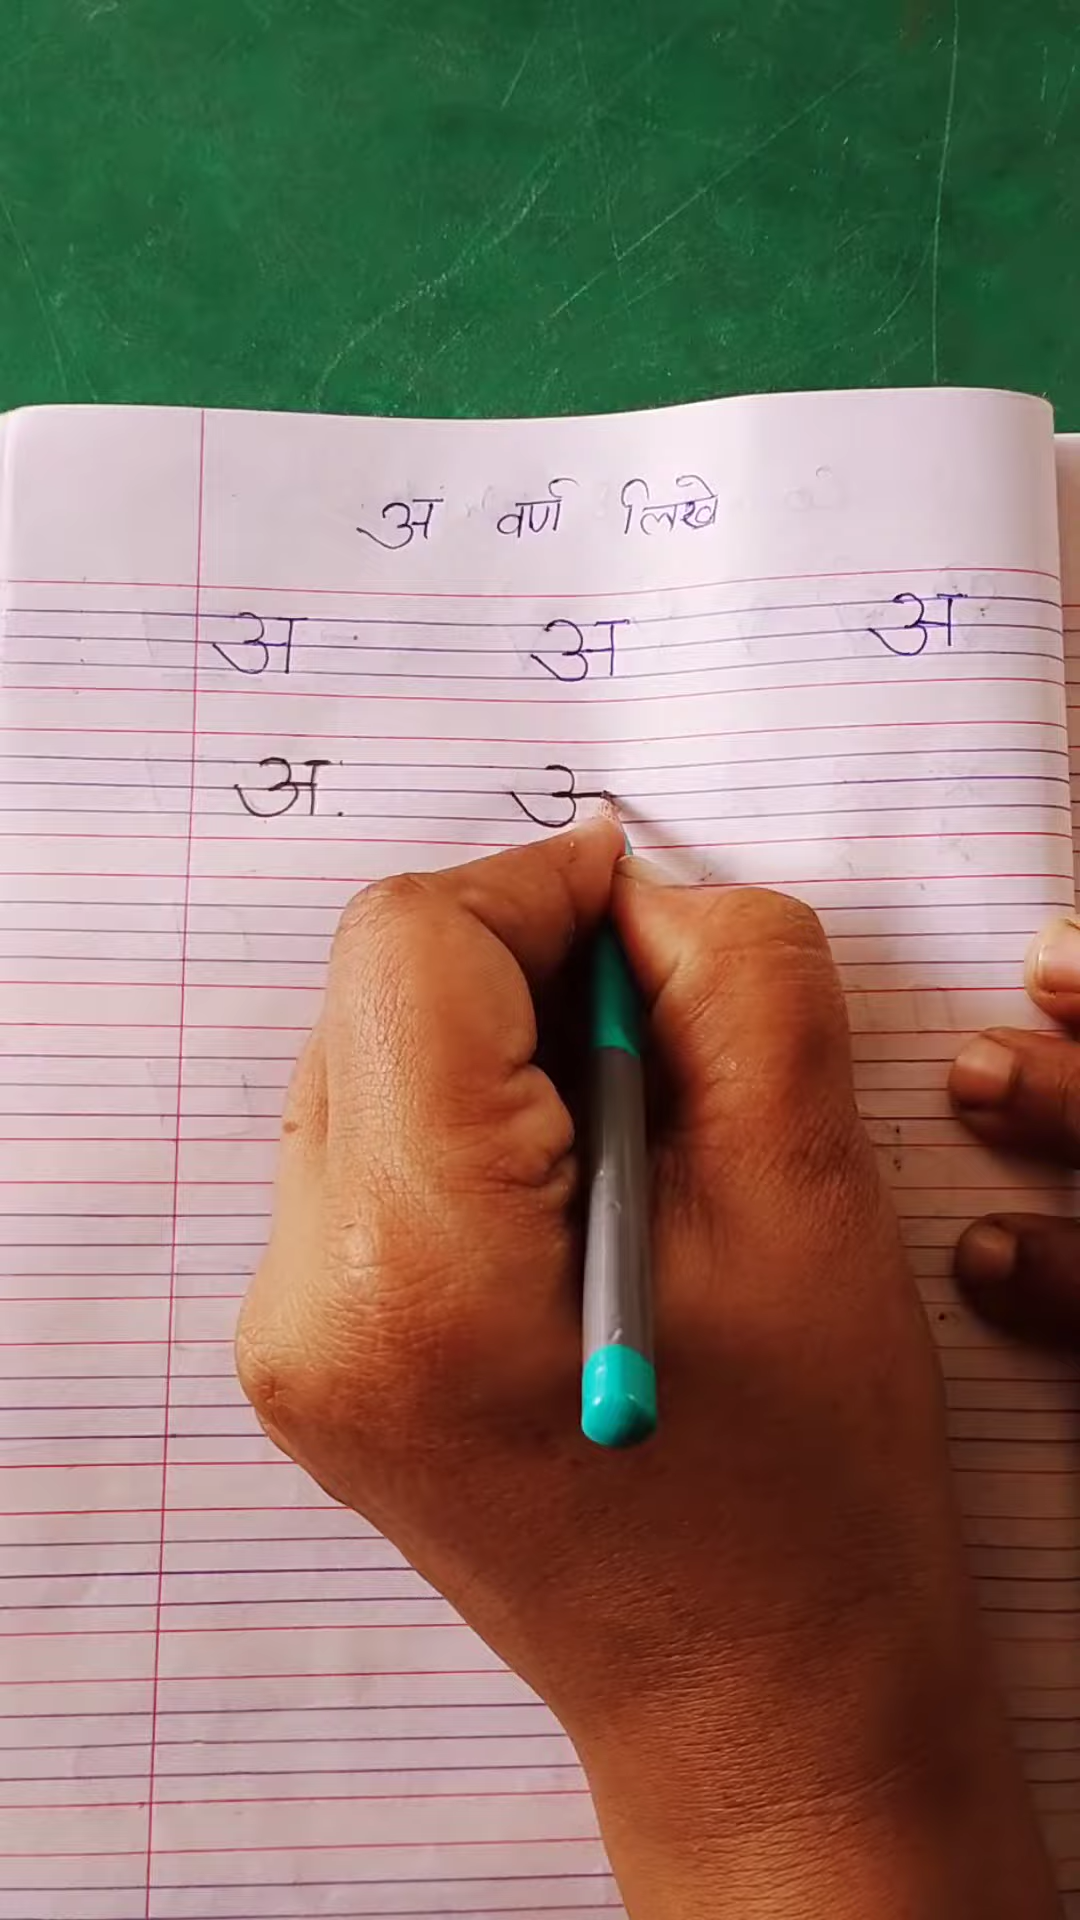 अ वर्ण लिखे
अ अ अ
अ.